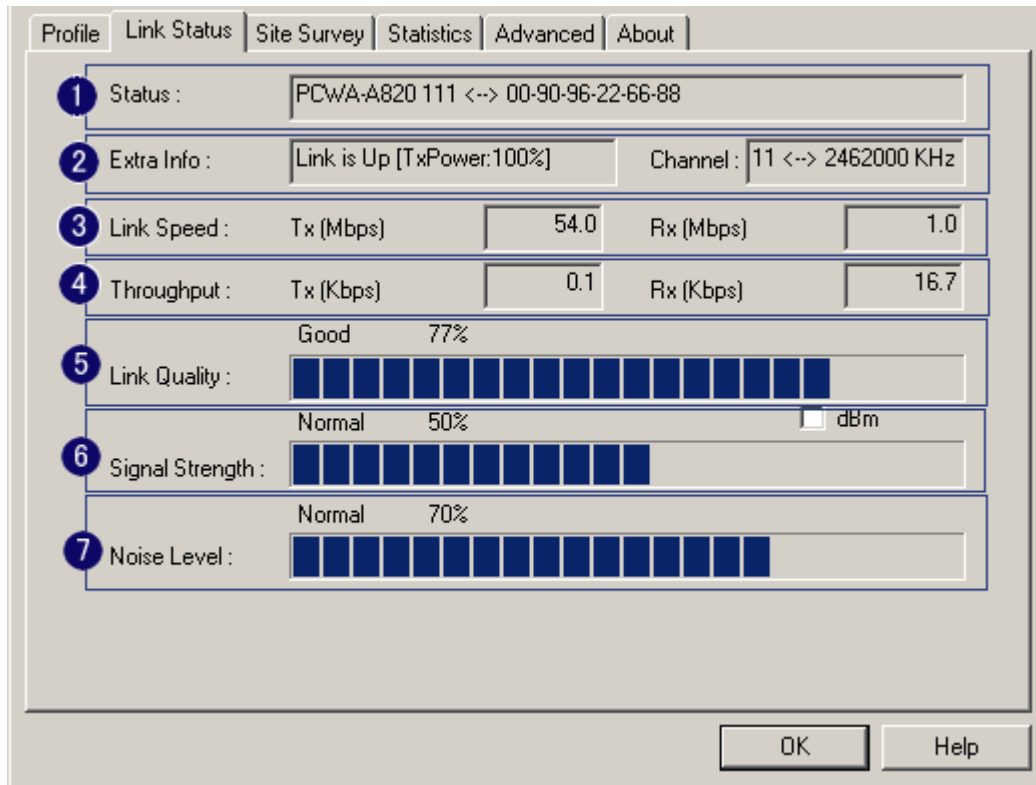 Profile Link Status Site Survey Statistics Advanced About
1 Status : PCWA-A820 111 <--> 00-90-96-22-66-88
2 Extra Info : Link is Up [TxPower:100%] Channel : 11 <--> 2462000 KHz
3 Link Speed : Tx (Mbps) 54.0 Rx (Mbps) 1.0
4 Throughput : Tx (Kbps) 0.1 Rx (Kbps) 16.7
Good 77%
5 Link Quality :
Normal 50% dBm
6 Signal Strength :
Normal 70%
7 Noise Level :
OK Help